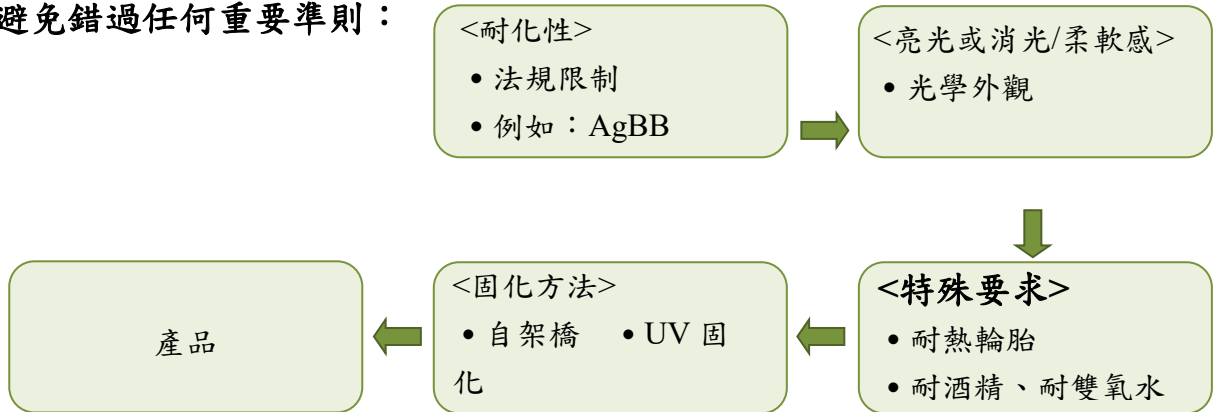 避免錯過任何重要準則：
<耐化性>
• 法規限制
• 例如：AgBB
<亮光或消光/柔軟感>
• 光學外觀
<特殊要求>
• 耐熱輪胎
• 耐酒精、耐雙氧水
<固化方法>
• 自架橋 • UV 固
化
產品